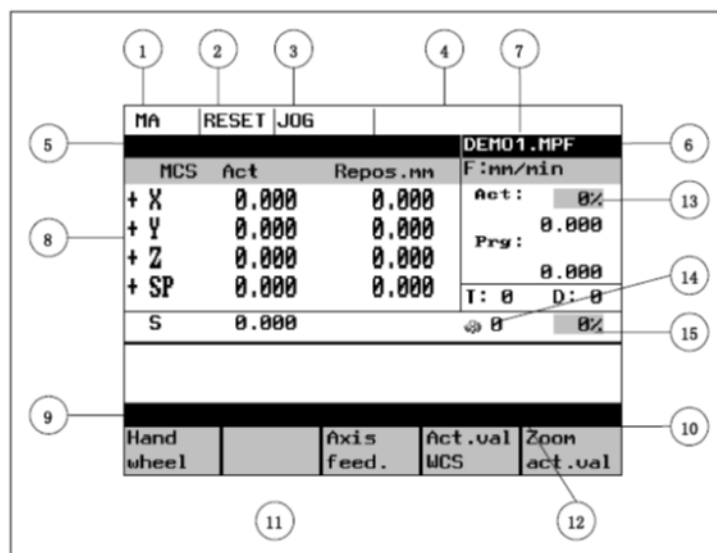 1 2 3 4 7
MA RESET JOG
5 DEMO1.MPF 6
MCS Act Repos.mm F:mm/min
+ X 0.000 0.000 Act: 0% 13
+ Y 0.000 0.000 0.000
8 Prg:
+ Z 0.000 0.000
+ SP 0.000 0.000 0.000 14
T: 0 D: 0
S 0.000 0 0% 15
9 10
Hand Axis Act.val Zoom
wheel feed. WCS act.val
11 12